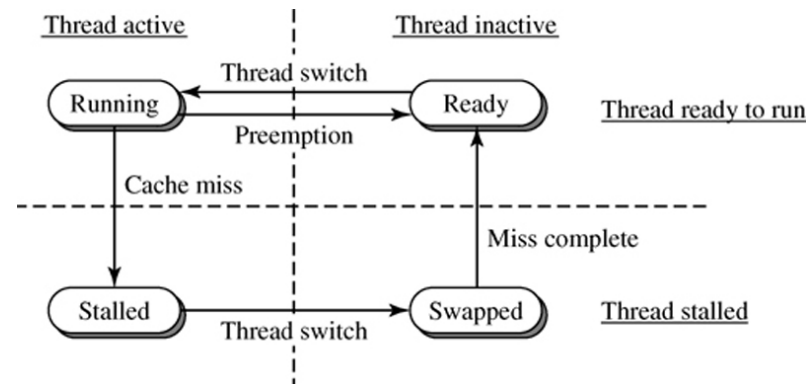 Thread active
Thread inactive
Thread switch
Running
Ready
Thread ready to run
Preemption
Cache miss
Miss complete
Stalled
Swapped
Thread stalled
Thread switch